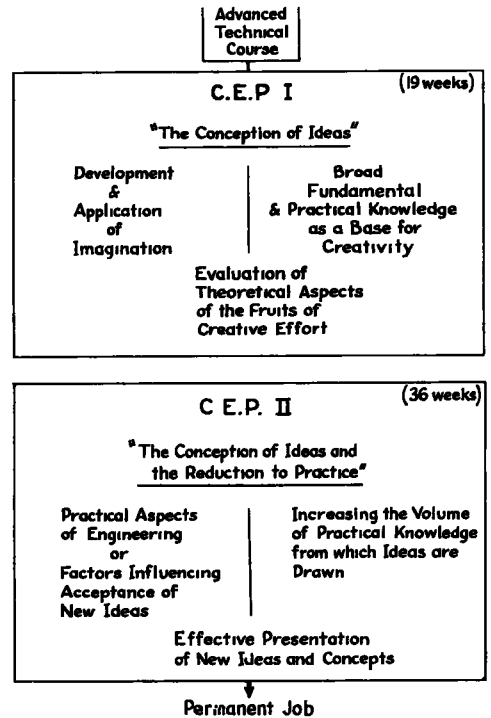 Advanced
Technical
Course
C.E.P I
(19 weeks)
"The Conception of Ideas"
Development
&
Application
of
Imagination
Broad
Fundamental
& Practical Knowledge
as a Base for
Creativity
Evaluation of
Theoretical Aspects
of the Fruits of
Creative Effort
C E.P. II
(36 weeks)
"The Conception of Ideas and
the Reduction to Practice"
Practical Aspects
of Engineering
or
Factors Influencing
Acceptance of
New Ideas
Increasing the Volume
of Practical Knowledge
from which Ideas are
Drawn
Effective Presentation
of New Ideas and Concepts
Permanent Job